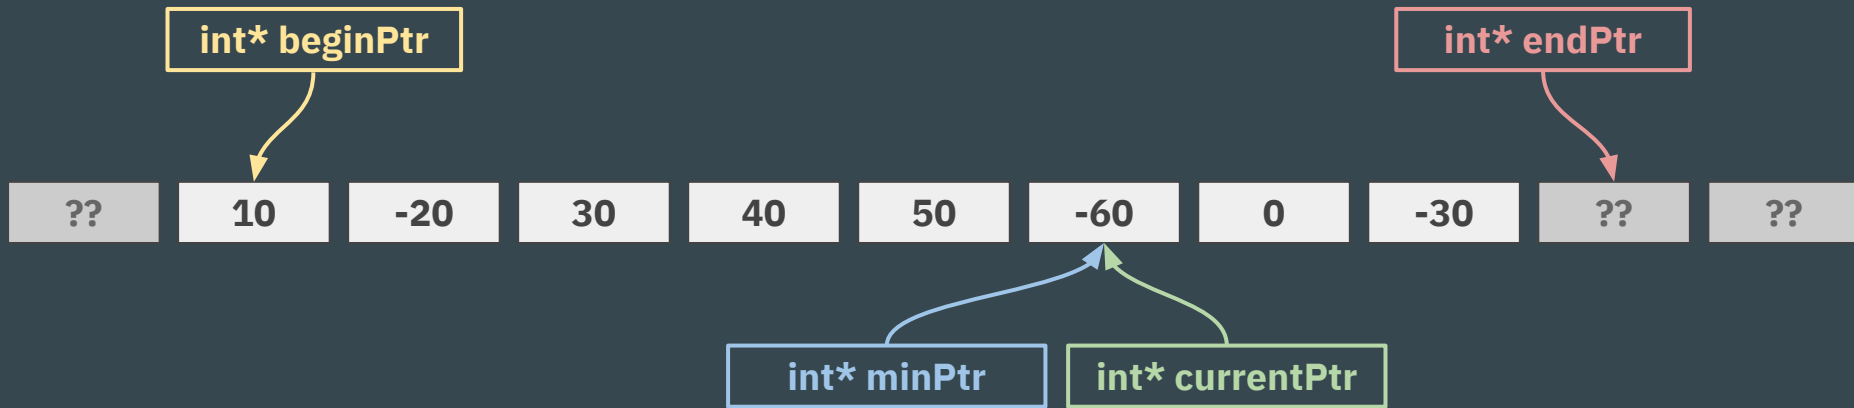 int* beginPtr int* endPtr
?? 10 -20 30 40 50 -60 0 -30 ?? ??
int* minPtr int* currentPtr